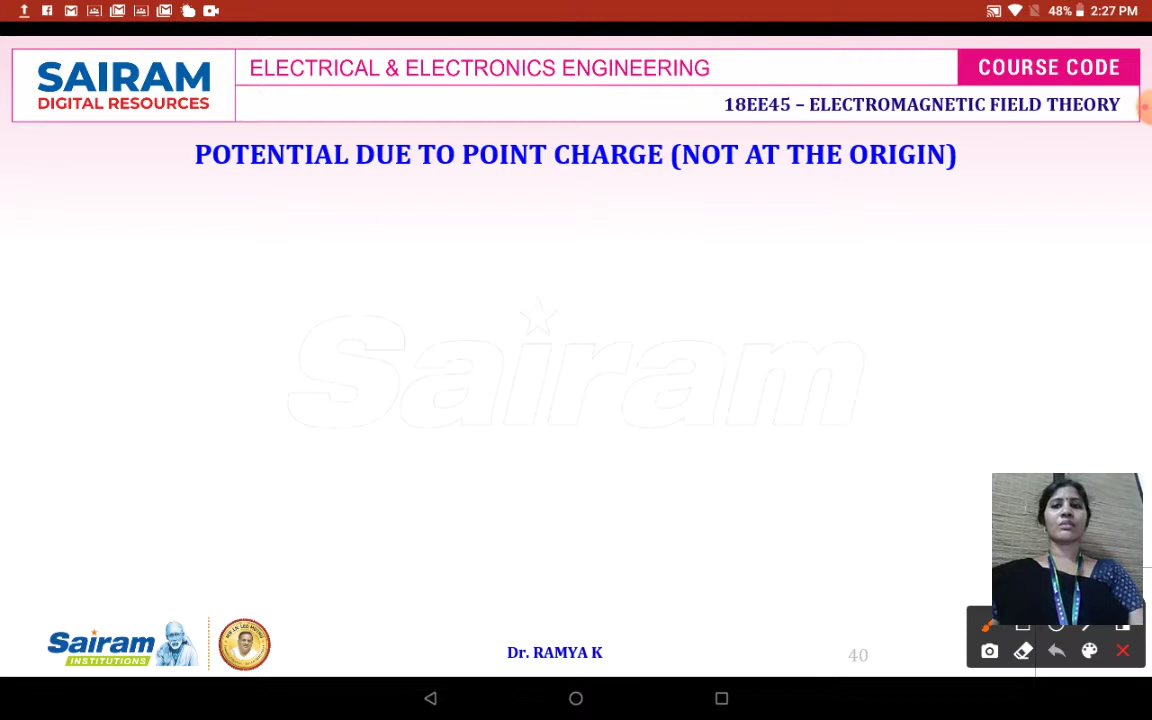 48% 2:27 PM
SAIRAM
DIGITAL RESOURCES
ELECTRICAL & ELECTRONICS ENGINEERING
COURSE CODE
18EE45 – ELECTROMAGNETIC FIELD THEORY
POTENTIAL DUE TO POINT CHARGE (NOT AT THE ORIGIN)
Sairam
Sairam
INSTITUTIONS
Dr. RAMYA K
40